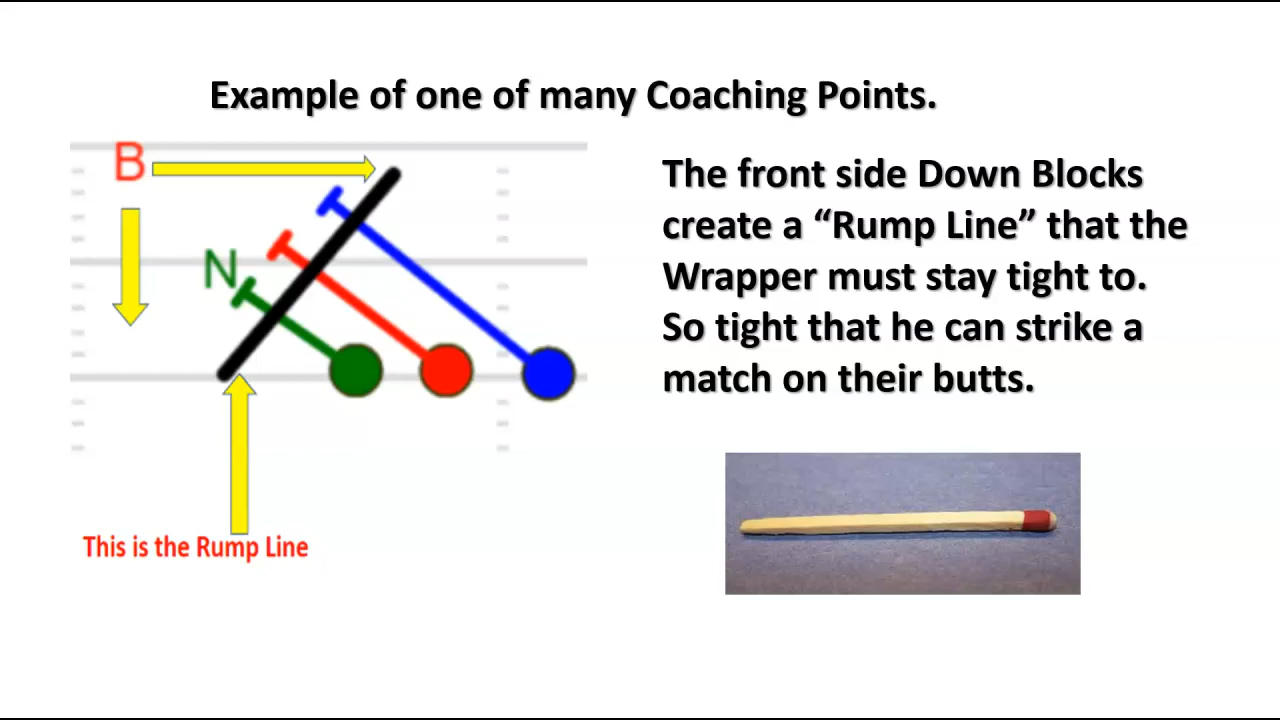 Example of one of many Coaching Points.
B
N
This is the Rump Line
The front side Down Blocks
create a “Rump Line” that the
Wrapper must stay tight to.
So tight that he can strike a
match on their butts.